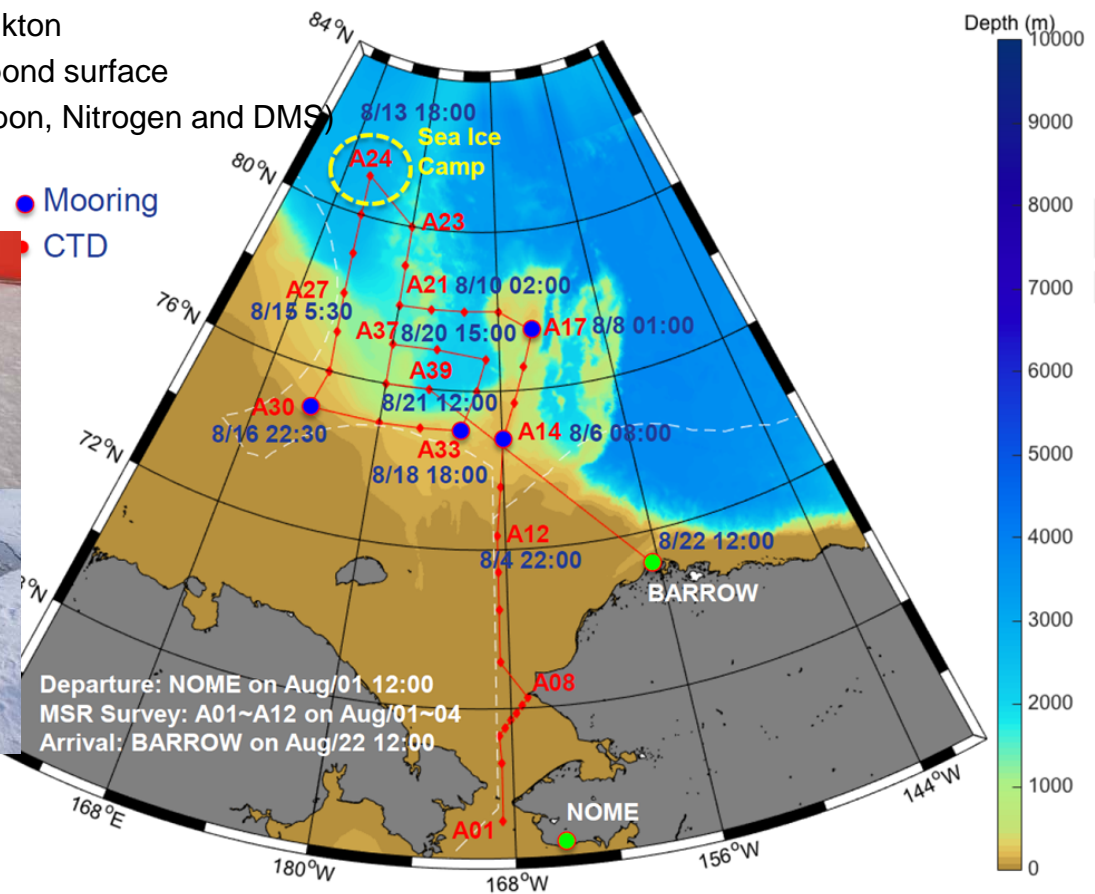 kton
ond surface
oon, Nitrogen and DMS)
Mooring
CTD
84°N
80°N
76°N
72°N
°N
8/13 18:00
Sea Ice
Camp
A24
A23
A21 8/10 02:00
A27
8/15 5:30
A17 8/8 01:00
A37 8/20 15:00
A39
8/21 12:00
A30
8/16 22:30
A14 8/6 08:00
A33
8/18 18:00
A12
8/4 22:00
8/22 12:00
BARROW
A08
Departure: NOME on Aug/01 12:00
MSR Survey: A01~A12 on Aug/01~04
Arrival: BARROW on Aug/22 12:00
NOME
A01
168°E
180°W
168°W
156°W
144°W
Depth (m)
10000
9000
8000
7000
6000
5000
4000
3000
2000
1000
0